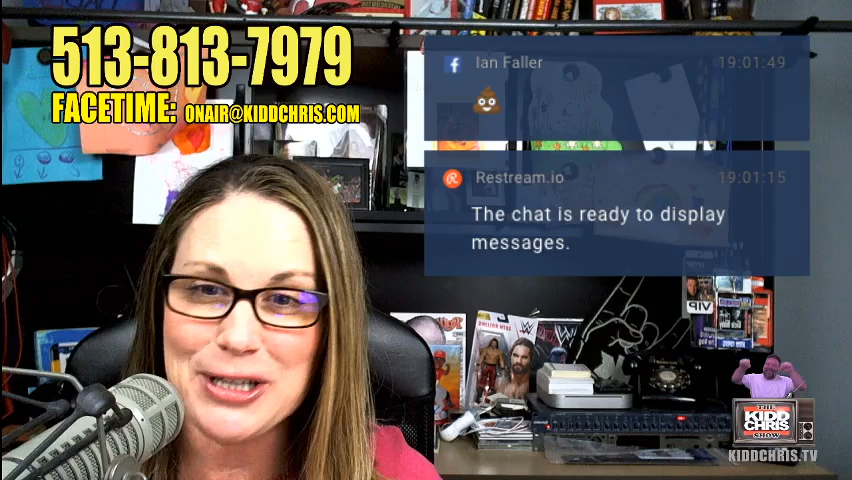 513-813-7979
FACETIME: ONAIR@KIDDCHRIS.COM
Ian Faller 19:01:49
💩
Restream.io 19:01:15
The chat is ready to display
messages.
VIP
THE
KIDD
CHRIS
SHOW
KIDDCHRIS.TV